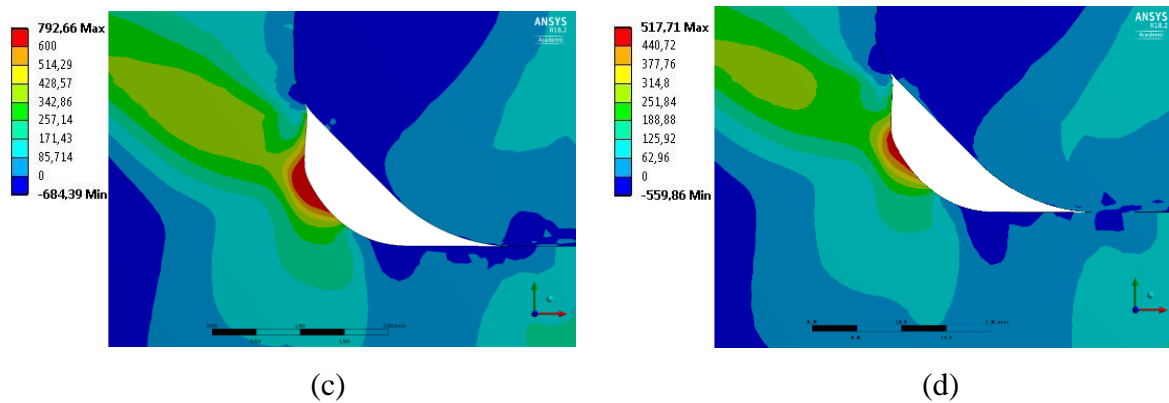 792,66 Max
600
514,29
428,57
342,86
257,14
171,43
85,714
0
-684,39 Min
ANSYS
R18.2
Academic
517,71 Max
440,72
377,76
314,8
251,84
188,88
125,92
62,96
0
-559,86 Min
ANSYS
R18.2
Academic
(c)
(d)